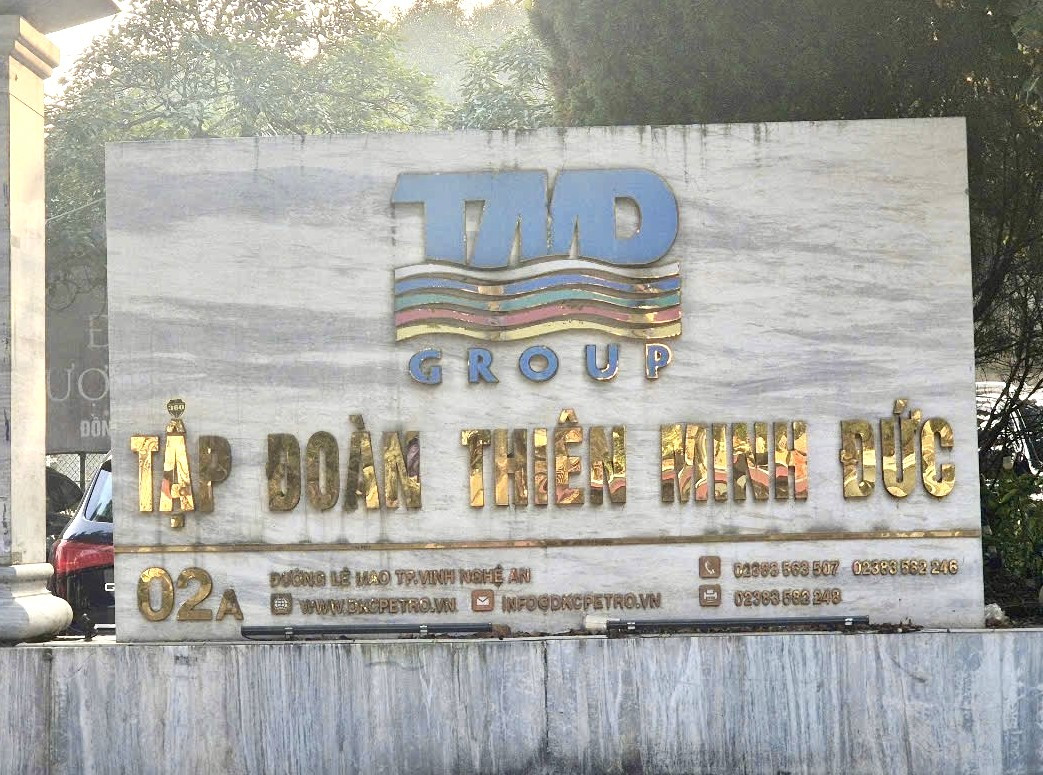 TMD
GROUP
TẬP ĐOÀN THIÊN MINH ĐỨC
02A
ĐƯỜNG LÊ MAO TP.VINH NGHỆ AN
WWW.DKCPETRO.VN INFO@DKCPETRO.VN
02383 563 507 02383 562 246
02383 562 248